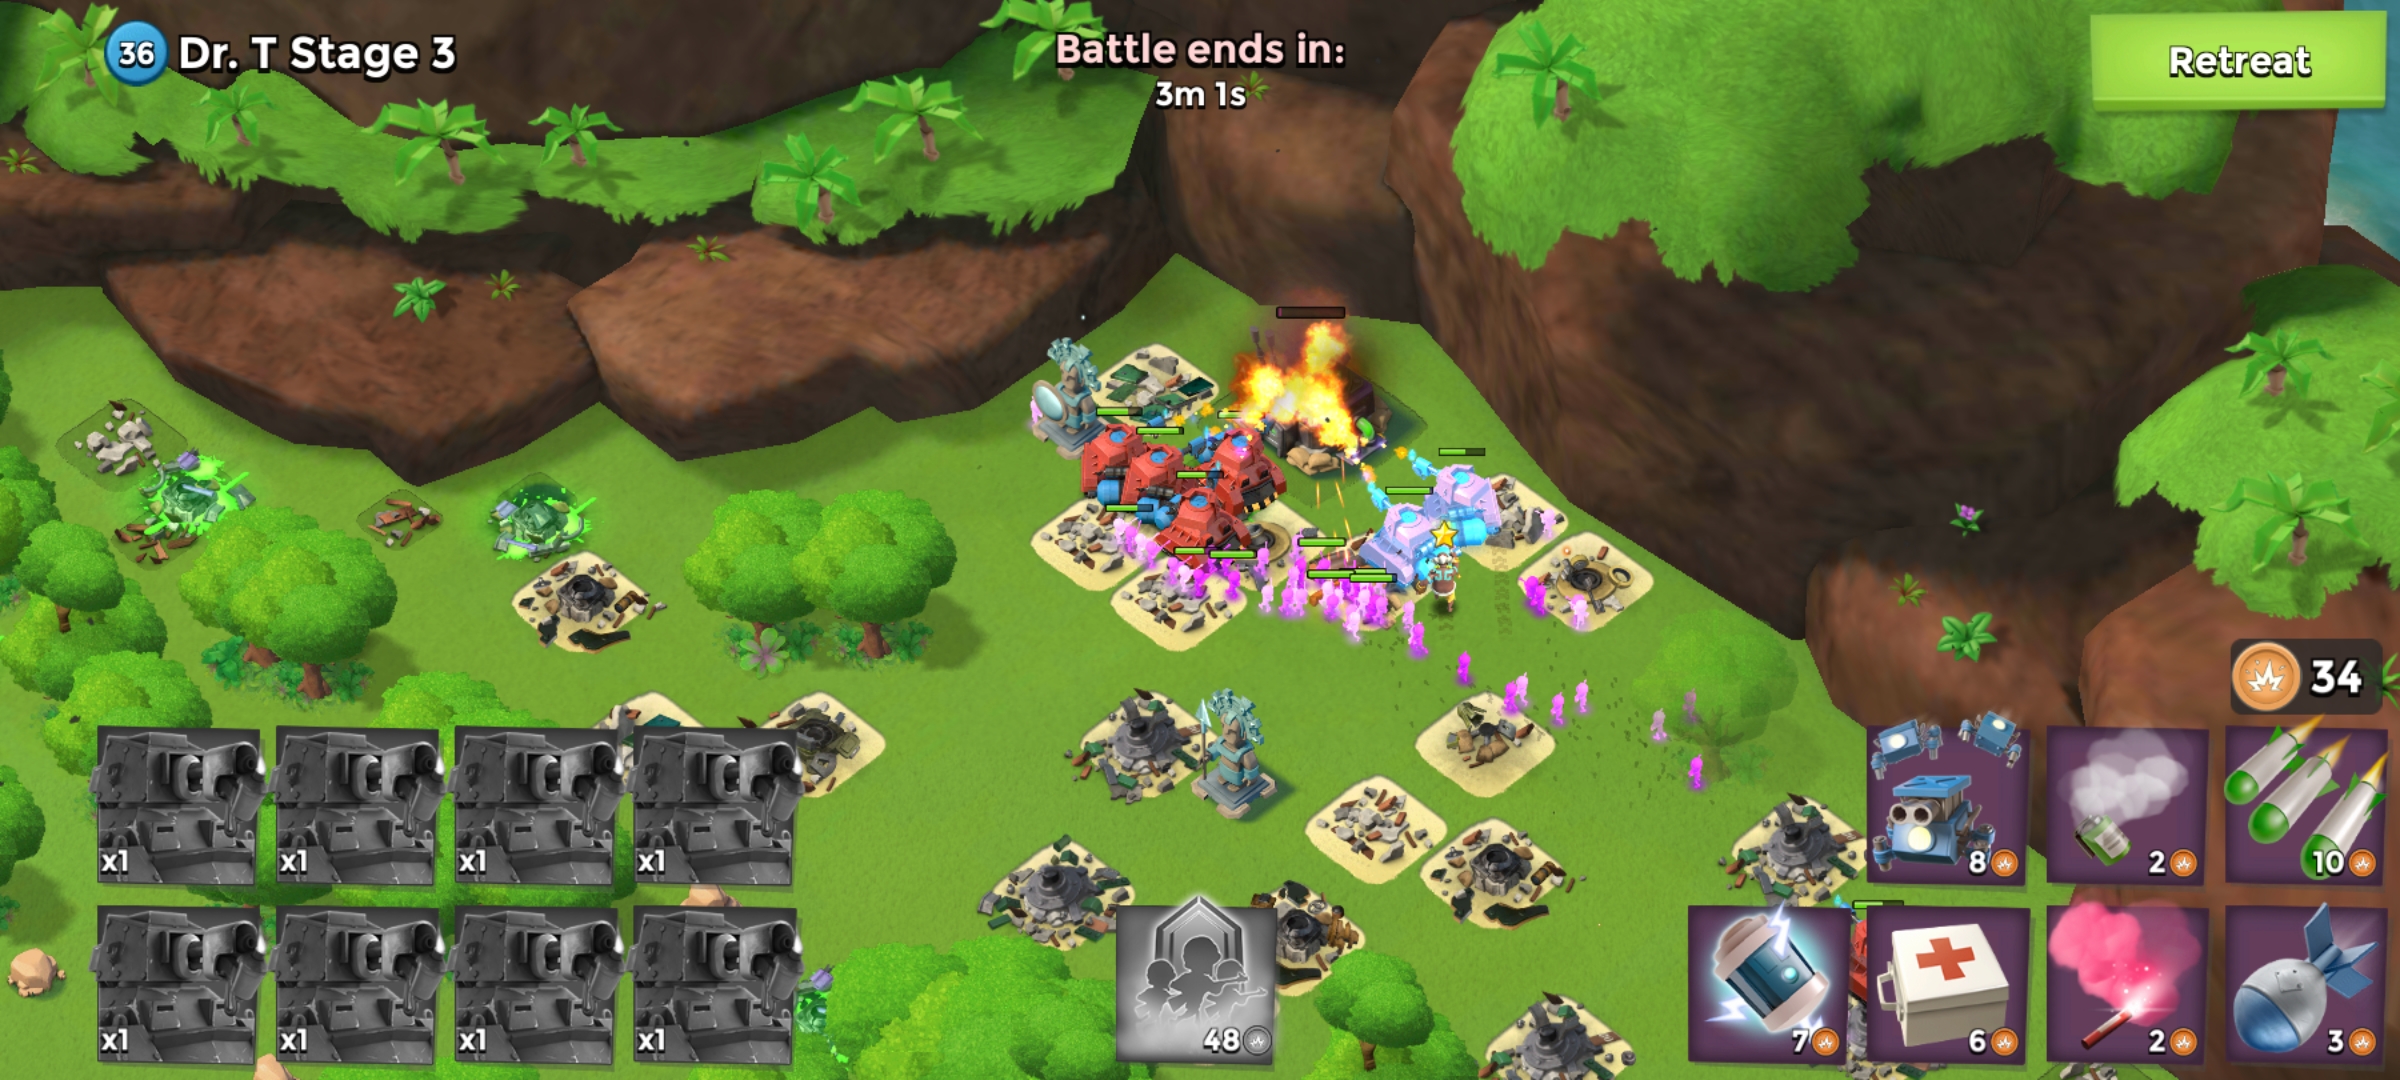 36 Dr. T Stage 3
Battle ends in:
3m 1s
Retreat
34
x1 x1 x1 x1
8 2 10
x1 x1 x1 x1
48
7 6 2 3